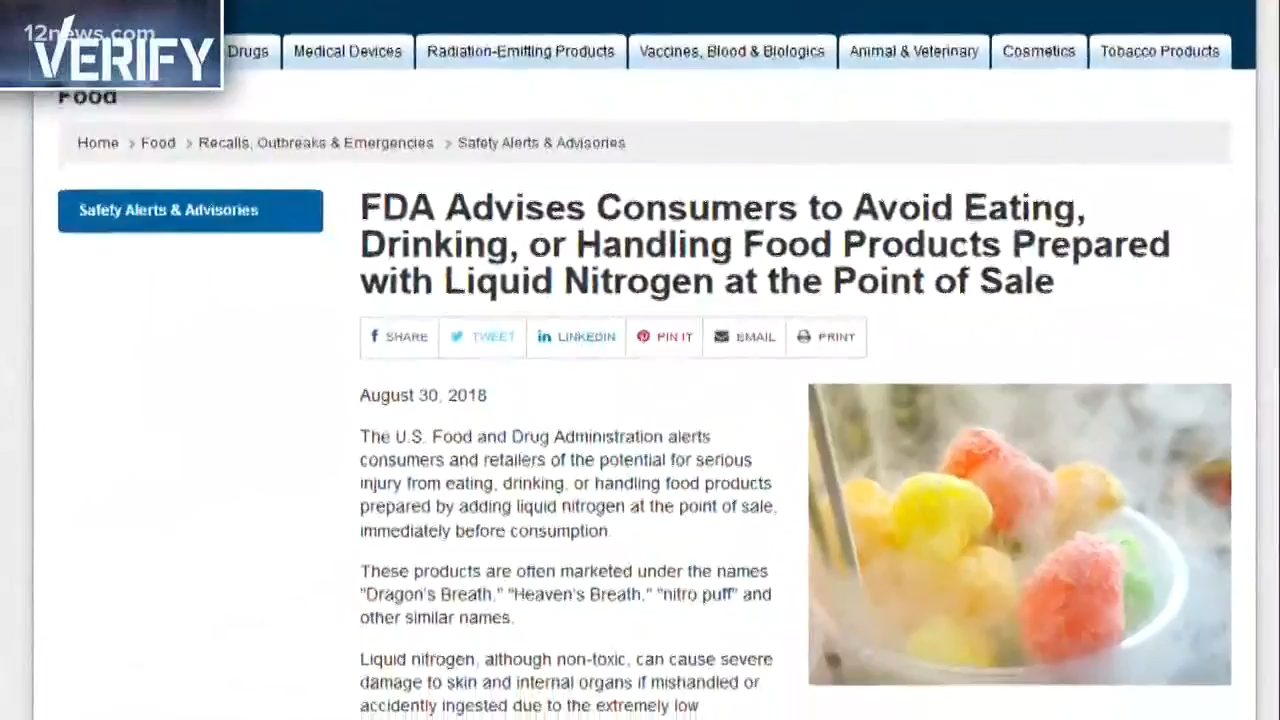 12news.com
VERIFY
Drugs
Medical Devices
Radiation-Emitting Products
Vaccines, Blood & Biologics
Animal & Veterinary
Cosmetics
Tobacco Products
Food
Home > Food > Recalls, Outbreaks & Emergencies > Safety Alerts & Advisories
Safety Alerts & Advisories
FDA Advises Consumers to Avoid Eating,
Drinking, or Handling Food Products Prepared
with Liquid Nitrogen at the Point of Sale
f SHARE
TWEET
in LINKEDIN
PIN IT
EMAIL
PRINT
August 30, 2018
The U.S. Food and Drug Administration alerts
consumers and retailers of the potential for serious
injury from eating, drinking, or handling food products
prepared by adding liquid nitrogen at the point of sale,
immediately before consumption.
These products are often marketed under the names
"Dragon's Breath," "Heaven's Breath," "nitro puff" and
other similar names.
Liquid nitrogen, although non-toxic, can cause severe
damage to skin and internal organs if mishandled or
accidently ingested due to the extremely low